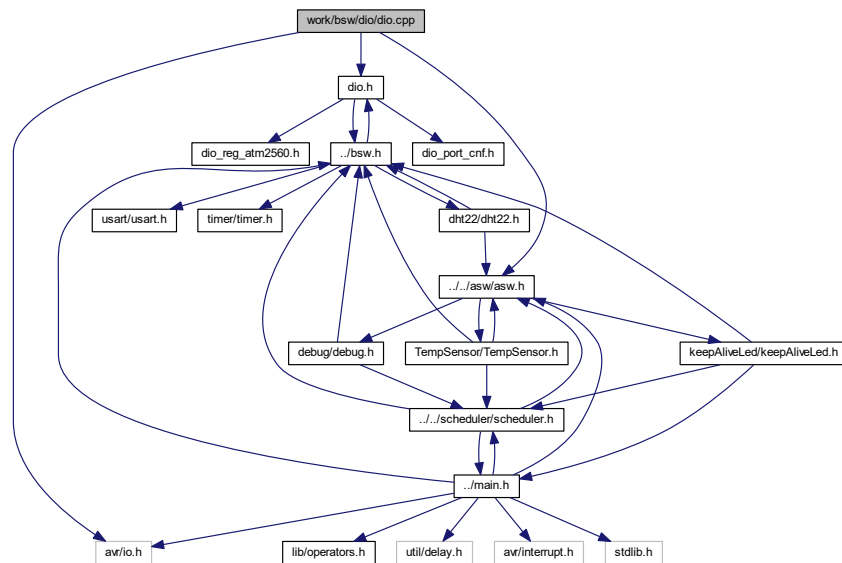 work/bsw/dio/dio.cpp
dio.h
dio_reg_atm2560.h
../bsw.h
dio_port_cnf.h
usart/usart.h
timer/timer.h
dht22/dht22.h
../../asw/asw.h
debug/debug.h
TempSensor/TempSensor.h
keepAliveLed/keepAliveLed.h
../../scheduler/scheduler.h
../main.h
avr/io.h
lib/operators.h
util/delay.h
avr/interrupt.h
stdlib.h